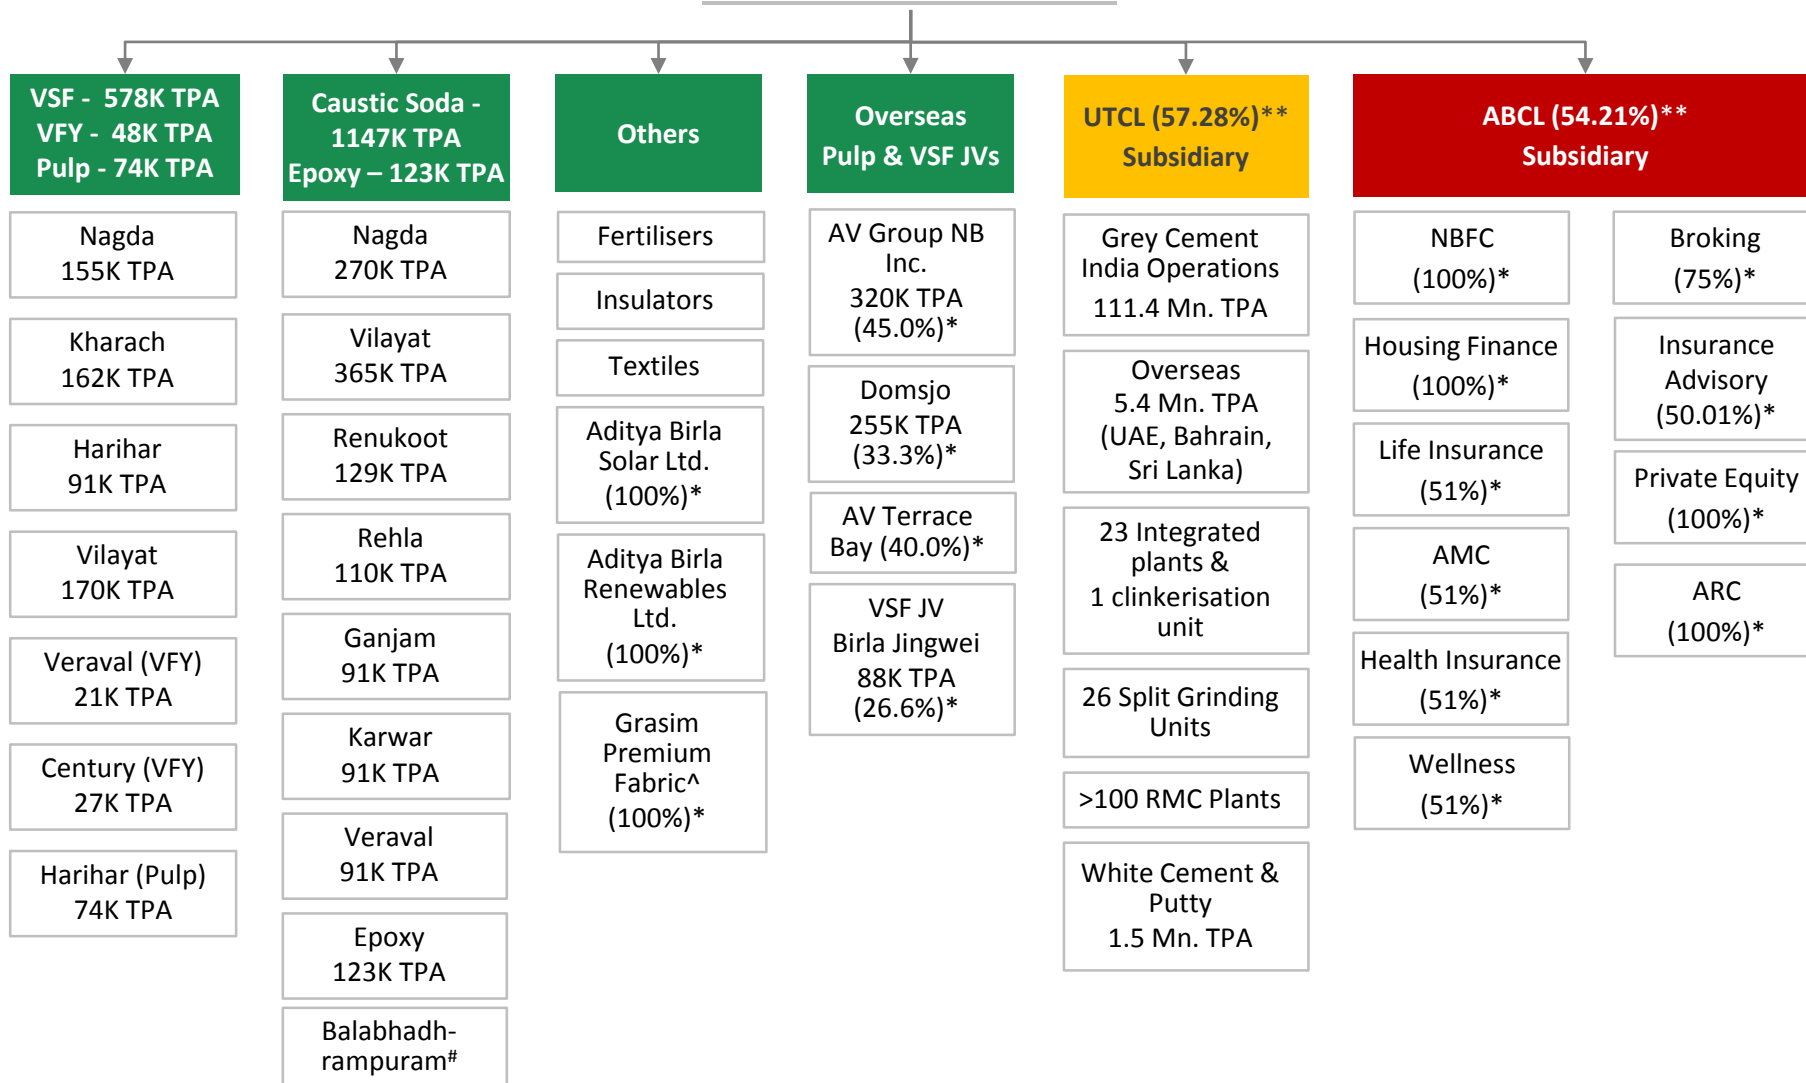 VSF - 578K TPA
VFY - 48K TPA
Pulp - 74K TPA
Nagda
155K TPA
Kharach
162K TPA
Harihar
91K TPA
Vilayat
170K TPA
Veraval (VFY)
21K TPA
Century (VFY)
27K TPA
Harihar (Pulp)
74K TPA
Caustic Soda -
1147K TPA
Epoxy – 123K TPA
Nagda
270K TPA
Vilayat
365K TPA
Renukoot
129K TPA
Rehla
110K TPA
Ganjam
91K TPA
Karwar
91K TPA
Veraval
91K TPA
Epoxy
123K TPA
Balabhadh-
rampuram#
Others
Fertilisers
Insulators
Textiles
Aditya Birla
Solar Ltd.
(100%)*
Aditya Birla
Renewables
Ltd.
(100%)*
Grasim
Premium
Fabric^
(100%)*
Overseas
Pulp & VSF JVs
AV Group NB
Inc.
320K TPA
(45.0%)*
Domsjo
255K TPA
(33.3%)*
AV Terrace
Bay (40.0%)*
VSF JV
Birla Jingwei
88K TPA
(26.6%)*
UTCL (57.28%)**
Subsidiary
Grey Cement
India Operations
111.4 Mn. TPA
Overseas
5.4 Mn. TPA
(UAE, Bahrain,
Sri Lanka)
23 Integrated
plants &
1 clinkerisation
unit
26 Split Grinding
Units
>100 RMC Plants
White Cement &
Putty
1.5 Mn. TPA
ABCL (54.21%)**
Subsidiary
NBFC
(100%)*
Housing Finance
(100%)*
Life Insurance
(51%)*
AMC
(51%)*
Health Insurance
(51%)*
Wellness
(51%)*
Broking
(75%)*
Insurance
Advisory
(50.01%)*
Private Equity
(100%)*
ARC
(100%)*